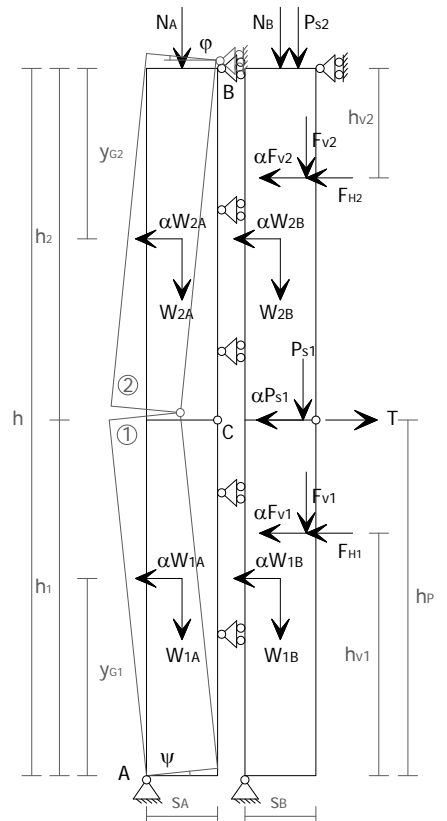 NA NB PS2
φ
B
hV2
FV2
yG2
αFV2
FH2
αW2A αW2B
h2
W2A W2B
PS1
②
αPS1 T
h C
①
FV1
αFV1
FH1
αW1A αW1B
h1
hP
W1A W1B
hV1
yG1
ψ
A
SA SB